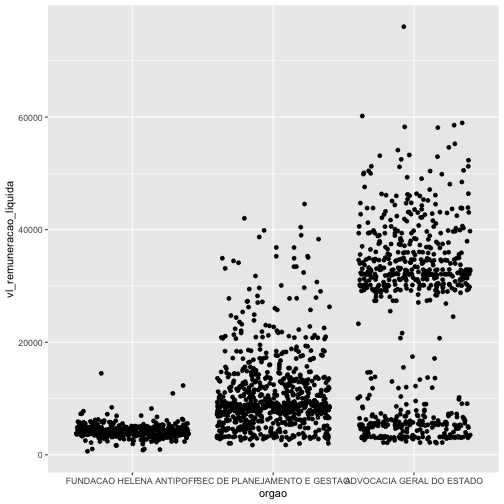 60000
40000
20000
0
vl_remuneracao_liquida
FUNDACAO HELENA ANTIPOFF
SEC DE PLANEJAMENTO E GESTAO
ADVOCACIA GERAL DO ESTADO
orgao